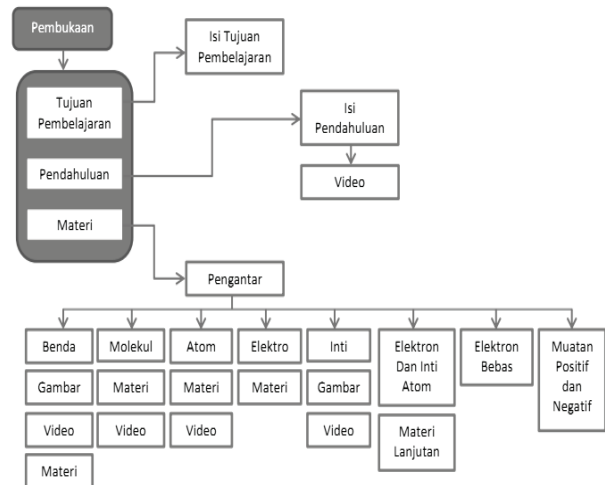 Pembukaan
Isi Tujuan
Pembelajaran
Tujuan
Pembelajaran
Isi
Pendahuluan
Pendahuluan
Video
Materi
Pengantar
Benda
Gambar
Video
Materi
Molekul
Materi
Video
Atom
Materi
Video
Elektro
Materi
Inti
Gambar
Video
Elektron
Dan Inti
Atom
Materi
Lanjutan
Elektron
Bebas
Muatan
Positif
dan
Negatif